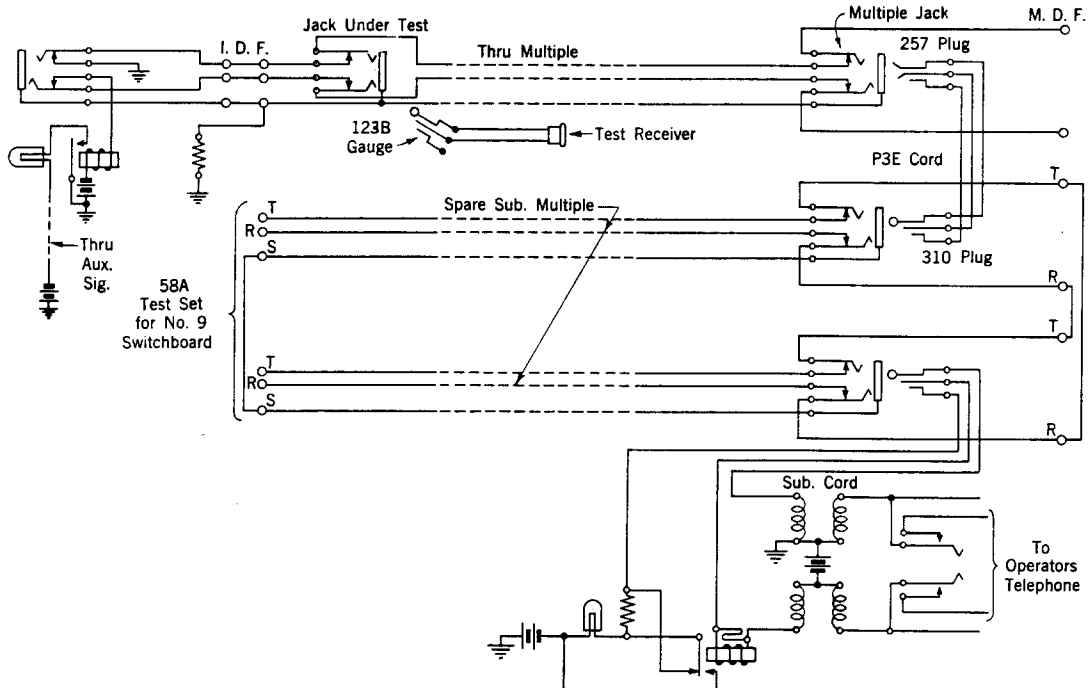 Jack Under Test
Multiple Jack
M. D. F.
I. D. F.
Thru Multiple
257 Plug
123B
Gauge
Test Receiver
P3E Cord
T
T
R
S
Spare Sub. Multiple
310 Plug
Thru
Aux.
Sig.
58A
Test Set
for No. 9
Switchboard
R
T
T
R
S
R
Sub. Cord
To
Operators
Telephone